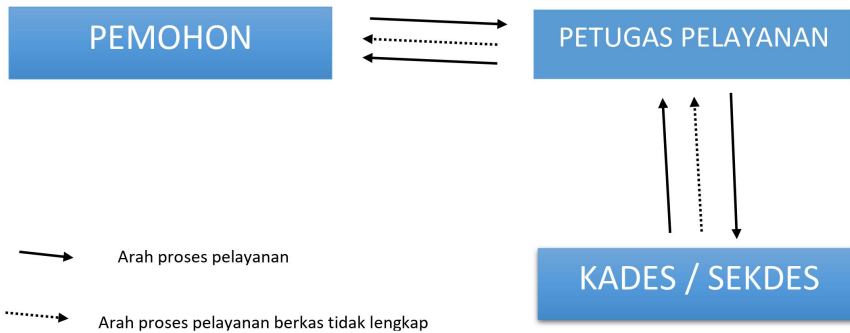 PEMOHON
PETUGAS PELAYANAN
KADES / SEKDES
Arah proses pelayanan
Arah proses pelayanan berkas tidak lengkap